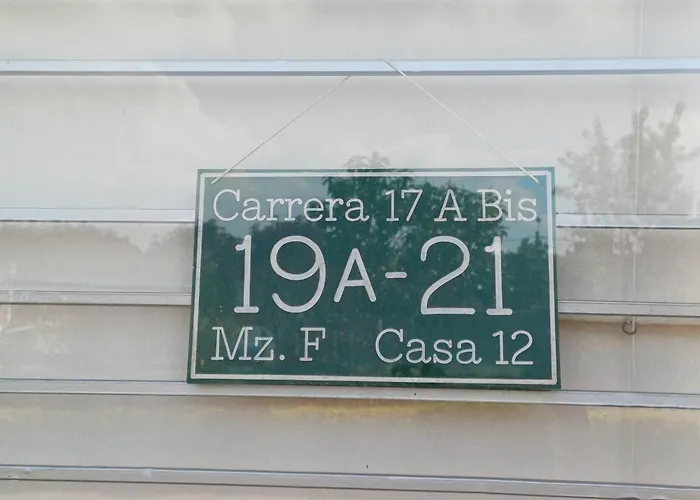 Carrera 17 A Bis
19A-21
Mz. F Casa 12